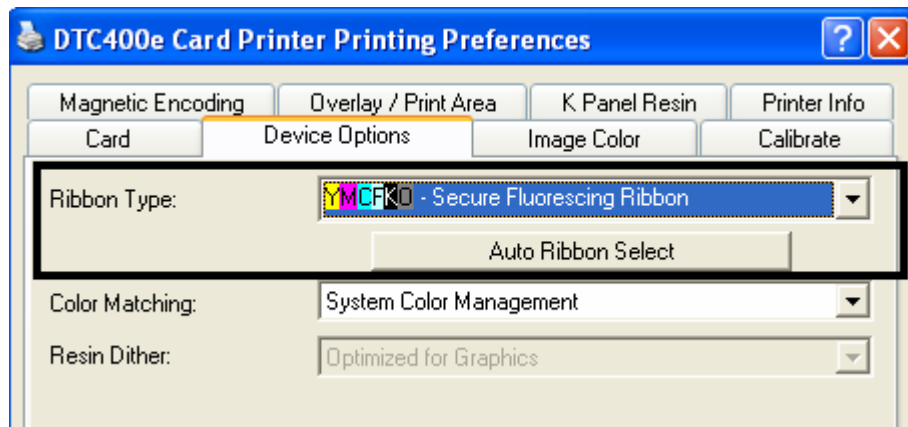 DTC400e Card Printer Printing Preferences
Magnetic Encoding Overlay / Print Area K Panel Resin Printer Info
Card Device Options Image Color Calibrate
Ribbon Type: YMCFKO - Secure Fluorescing Ribbon
Auto Ribbon Select
Color Matching: System Color Management
Resin Dither: Optimized for Graphics